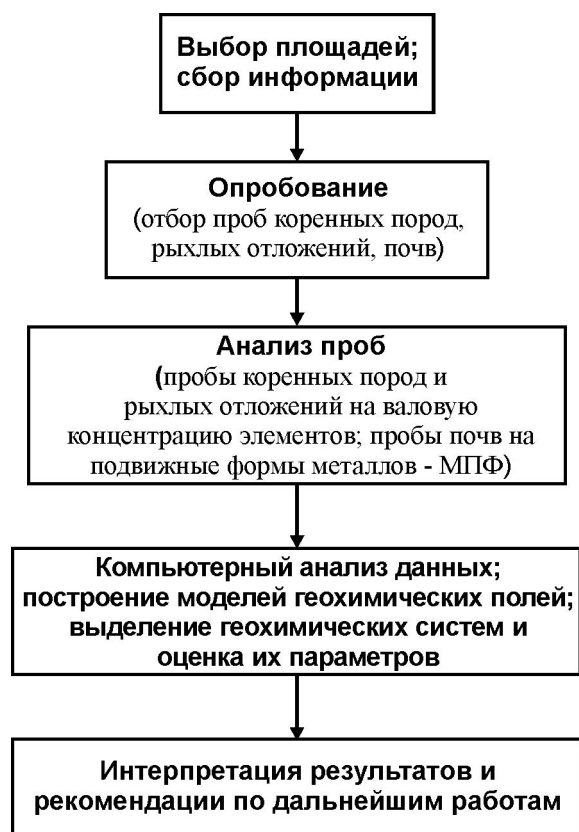 Выбор площадей;
сбор информации
Опробование
(отбор проб коренных пород,
рыхлых отложений, почв)
Анализ проб
(пробы коренных пород и
рыхлых отложений на валовую
концентрацию элементов; пробы почв на
подвижные формы металлов - МПФ)
Компьютерный анализ данных;
построение моделей геохимических полей;
выделение геохимических систем и
оценка их параметров
Интерпретация результатов и
рекомендации по дальнейшим работам